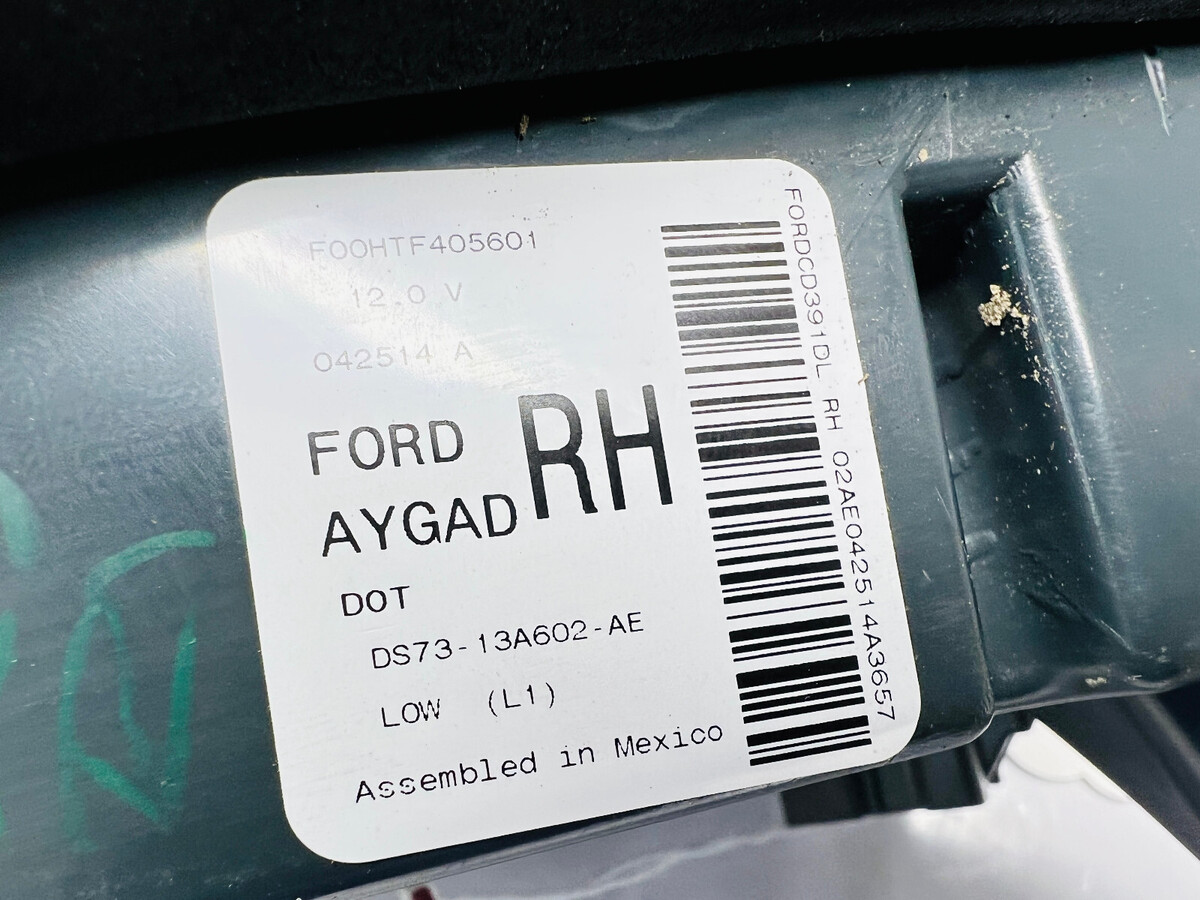 F00HTF405601
12.0 V
042514 A
FORD RH
AYGAD
DOT
DS73-13A602-AE
LOW (L1)
Assembled in Mexico
FORDCD391DL RH 02AE042514A3657